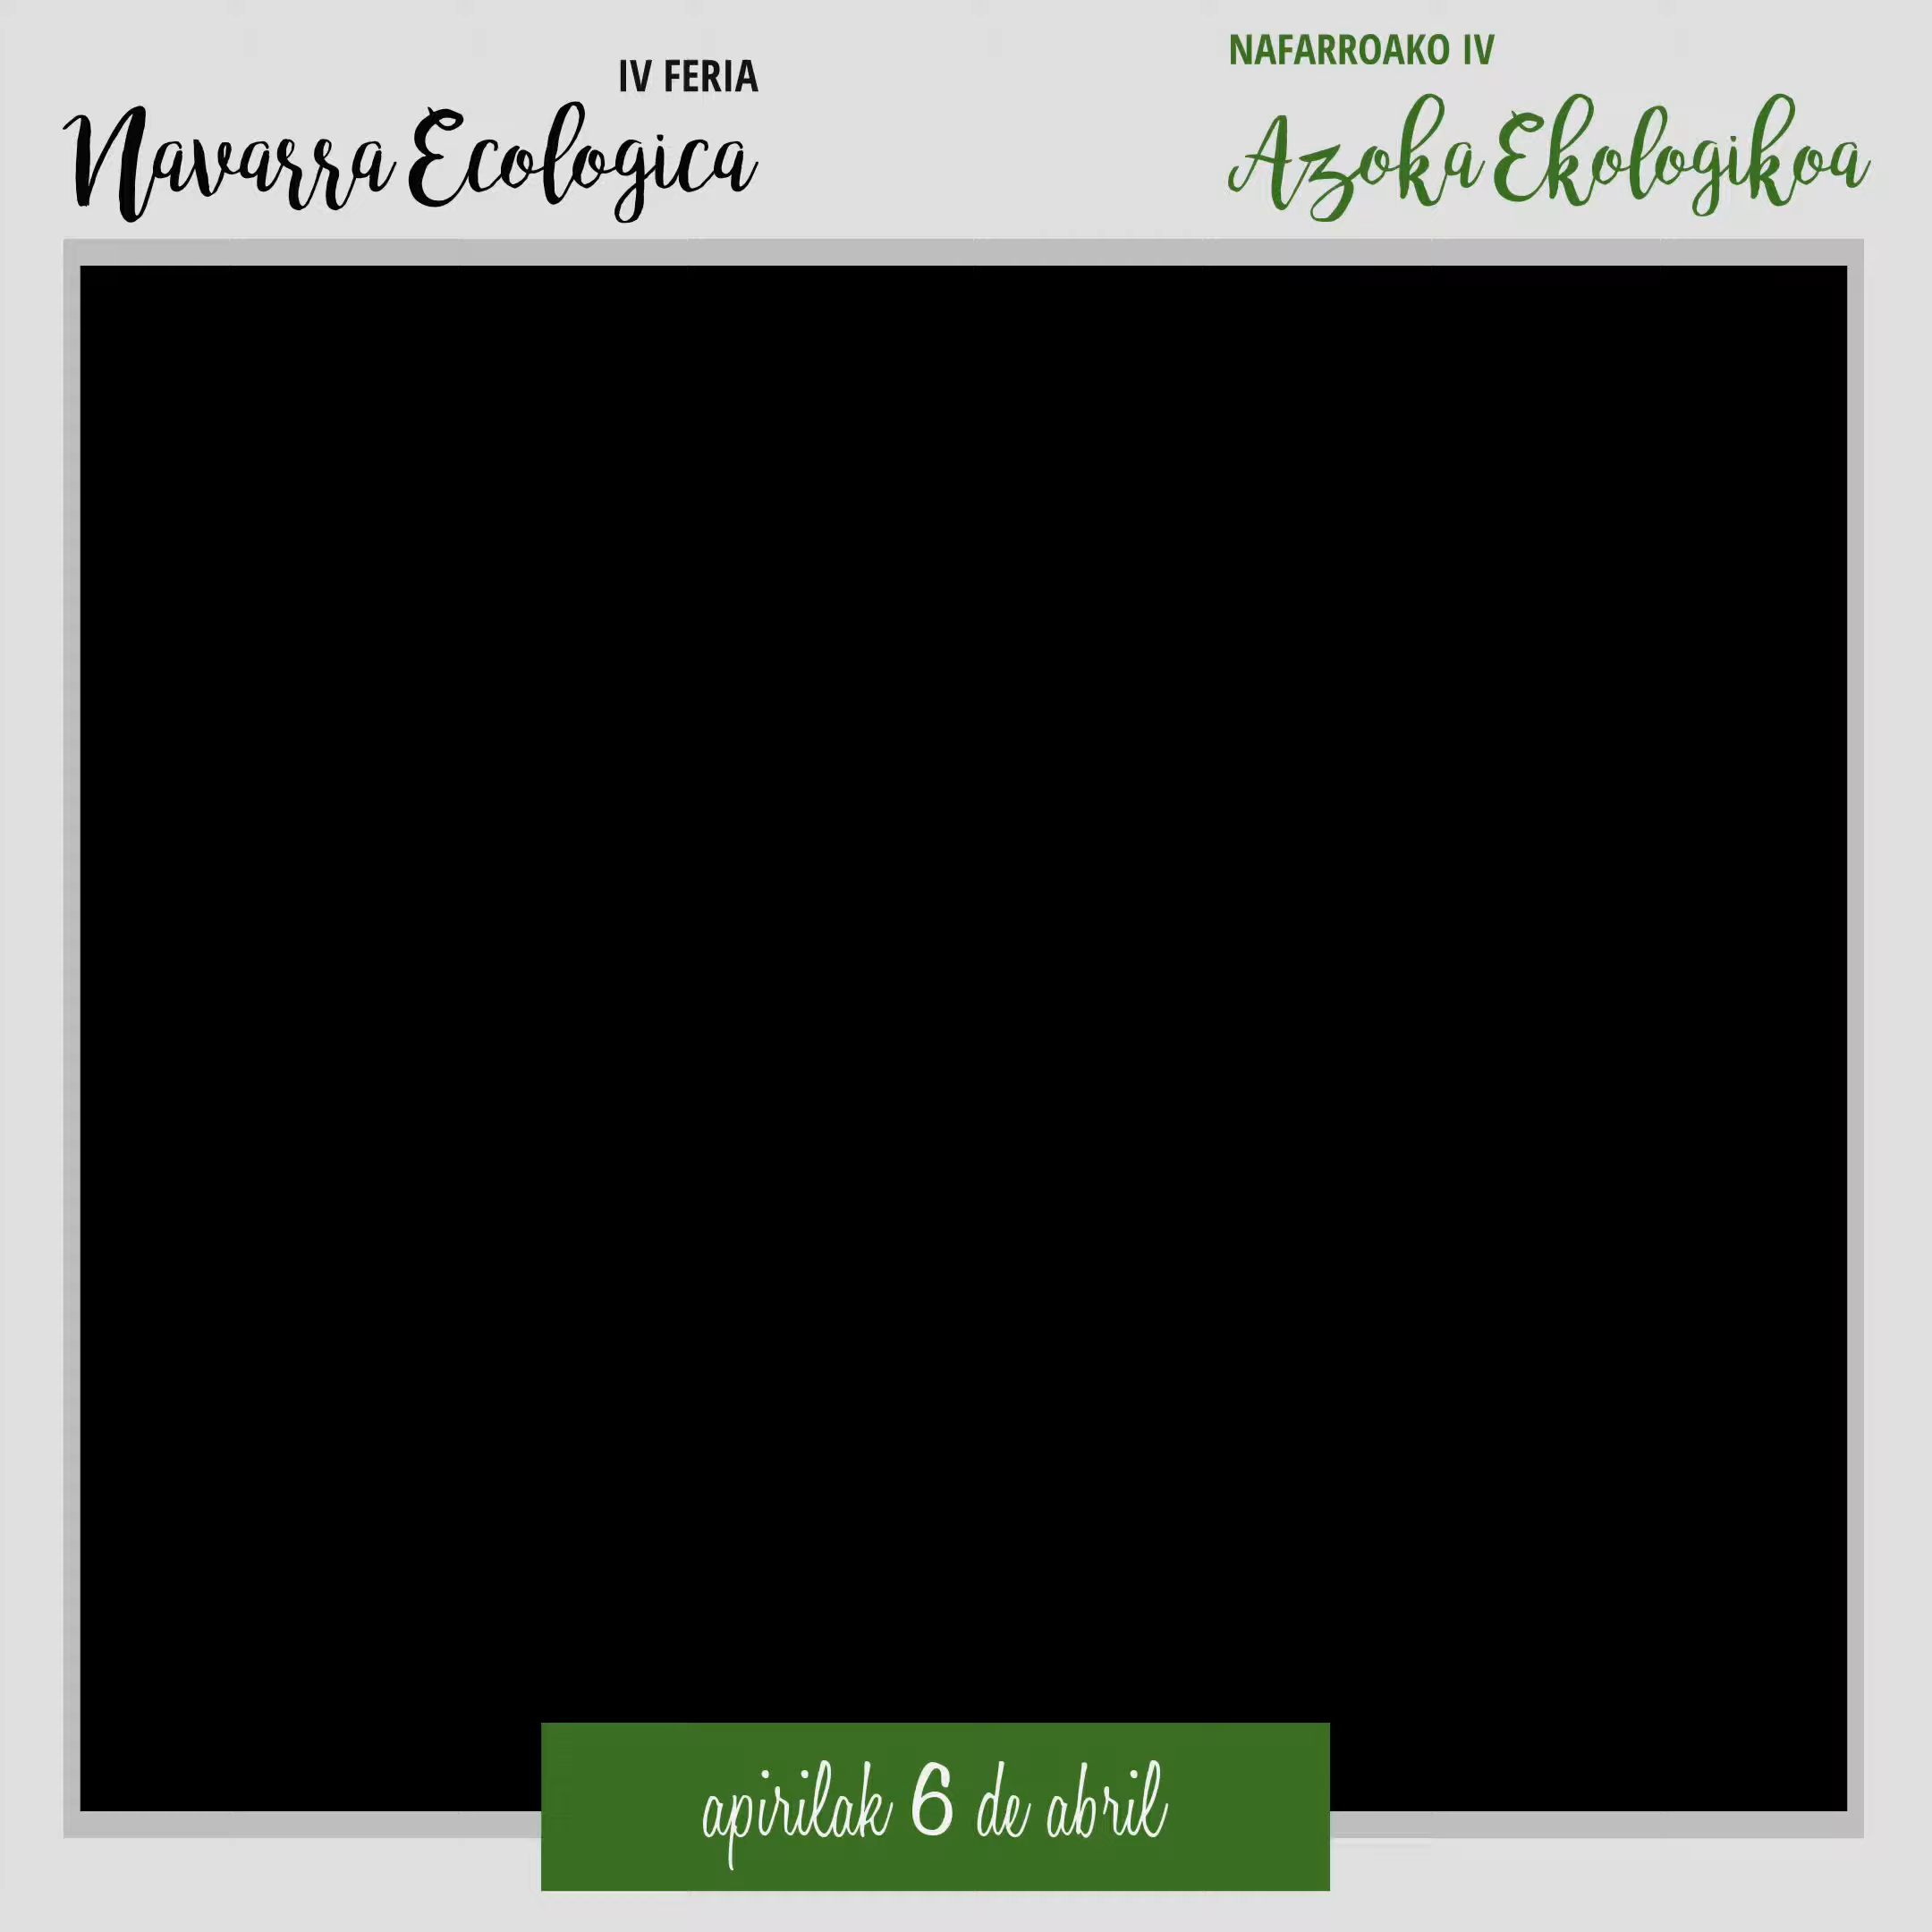 IV FERIA
Navarra Ecologica
NAFARROAKO IV
Azoka Ekologikoa
apirilak 6 de abril